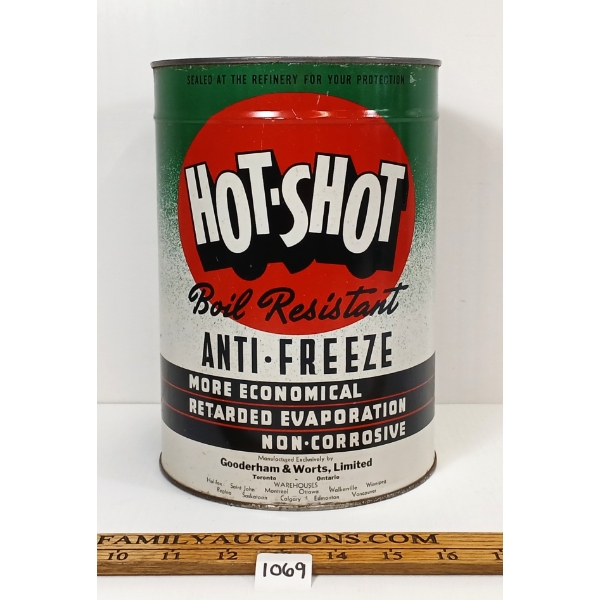 SEALED AT THE REFINERY FOR YOUR PROTECTION
HOT-SHOT
Boil Resistant
ANTI-FREEZE
MORE ECONOMICAL
RETARDED EVAPORATION
NON-CORROSIVE
Manufactured Exclusively by
Gooderham & Worts, Limited
Toronto - Ontario
WAREHOUSES
Halifax Saint John Montreal Ottawa Walkerville Winnipeg
Regina Saskatoon Calgary Edmonton Vancouver
FAMILYAUCTIONS.COM
10 11 12 14 15 16 1
1069